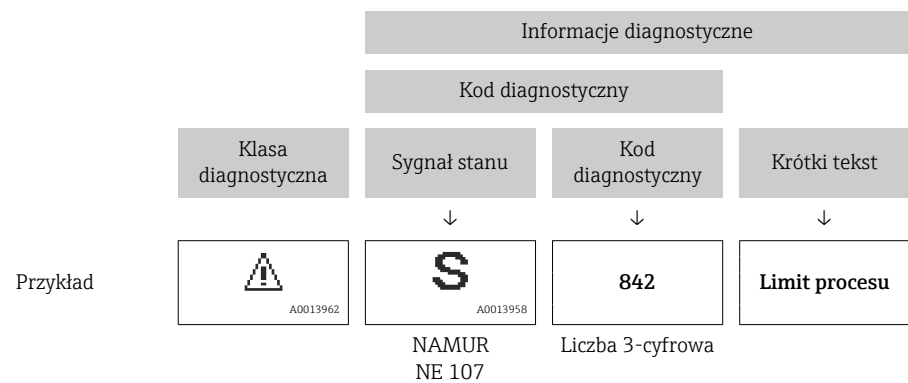 Informacje diagnostyczne
Kod diagnostyczny
Klasa
diagnostyczna
Sygnał stanu
Kod
diagnostyczny
Krótki tekst
↓ ↓ ↓
Przykład
A0013962
S
A0013958
842
Limit procesu
NAMUR
NE 107
Liczba 3-cyfrowa